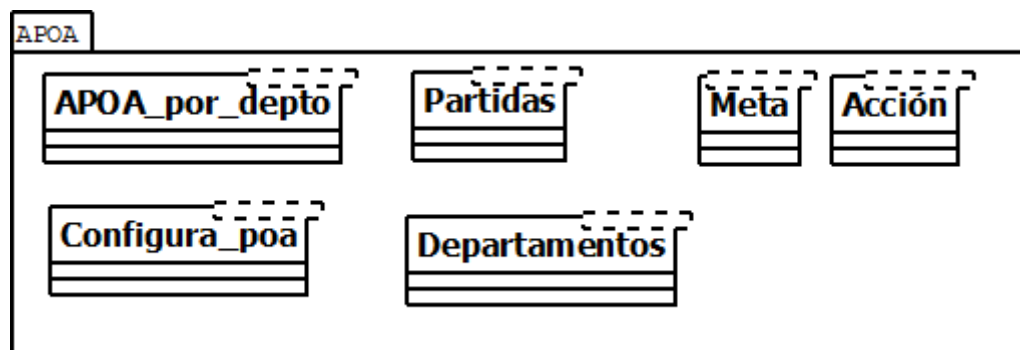 APOA
APOA_por_depto
Partidas
Meta
Acción
Configura_poa
Departamentos